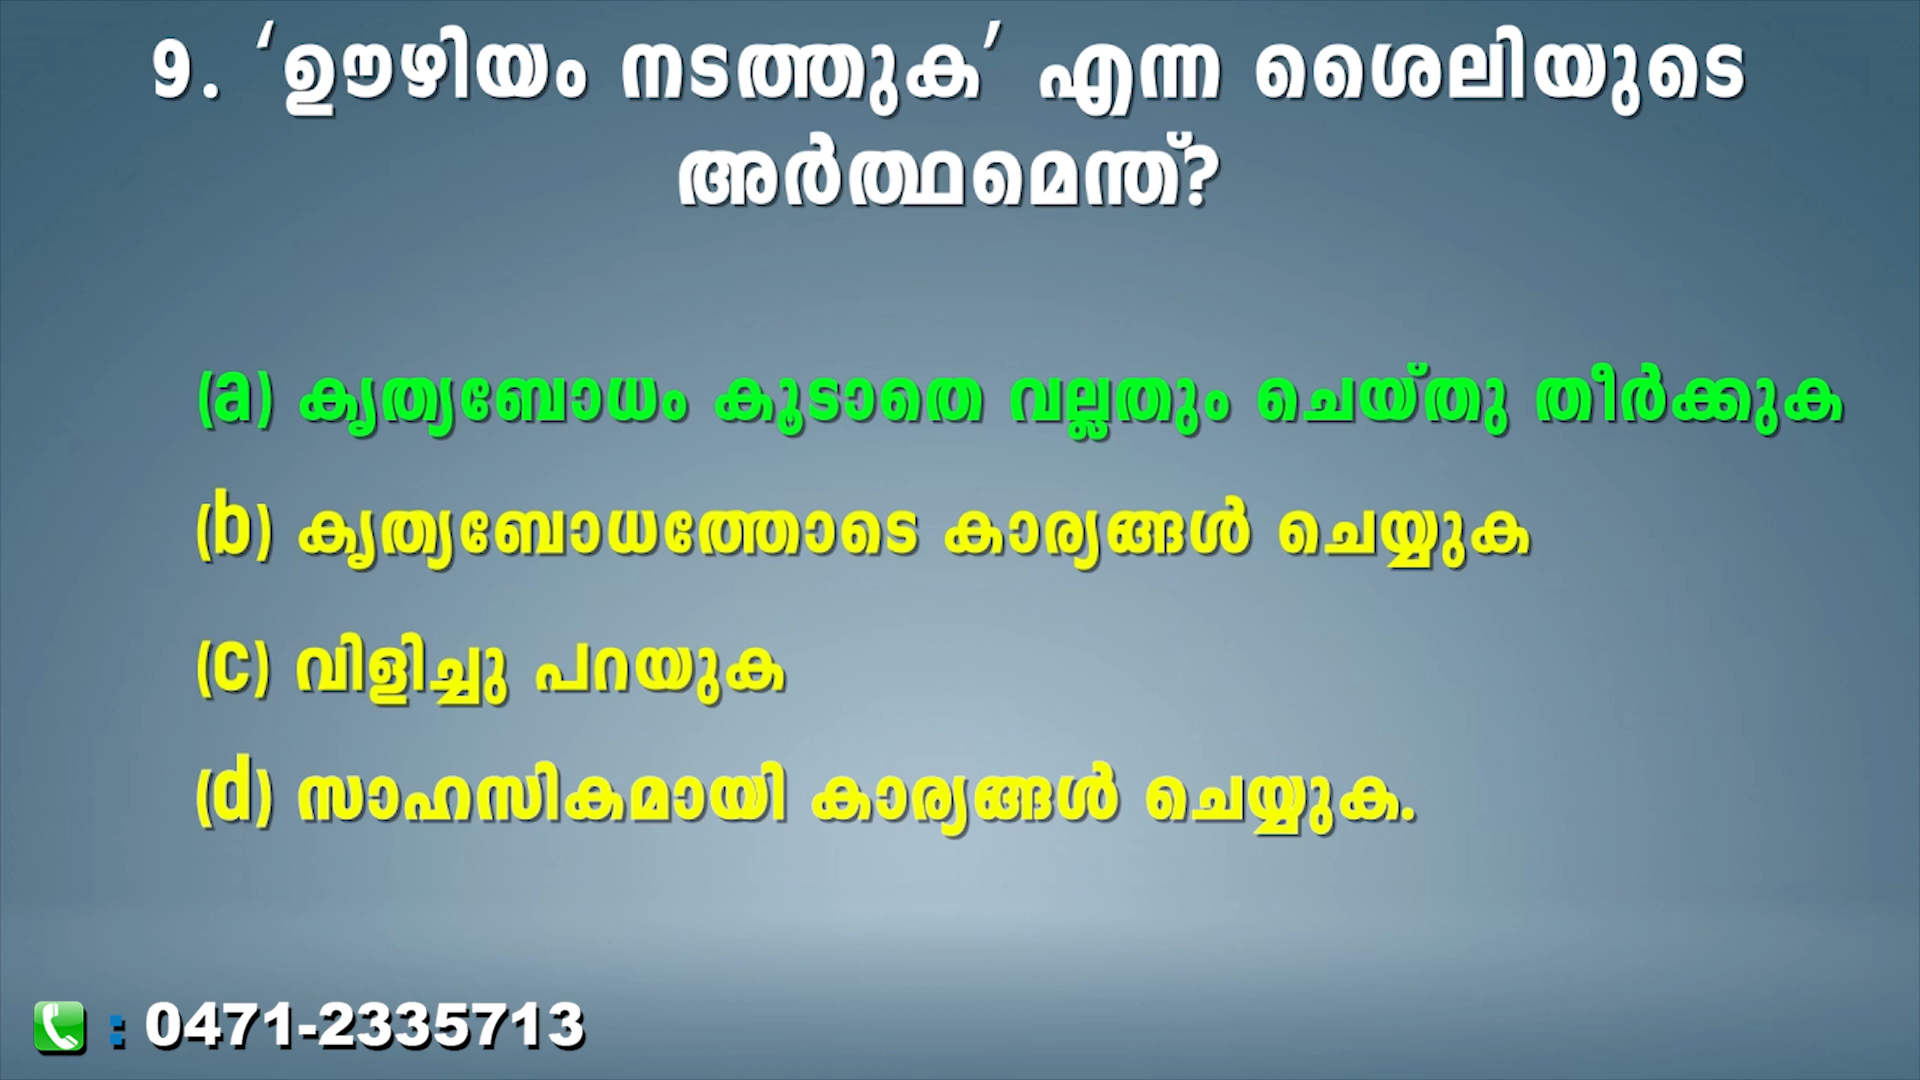 9. ‘ഊഴിയം നടത്തുക’ എന്ന ശൈലിയുടെ
അർത്ഥമെന്ത്?
(a) കൃത്യബോധം കൂടാതെ വല്ലതും ചെയ്തു തീർക്കുക
(b) കൃത്യബോധത്തോടെ കാര്യങ്ങൾ ചെയ്യുക
(c) വിളിച്ചു പറയുക
(d) സാഹസികമായി കാര്യങ്ങൾ ചെയ്യുക.
: 0471-2335713